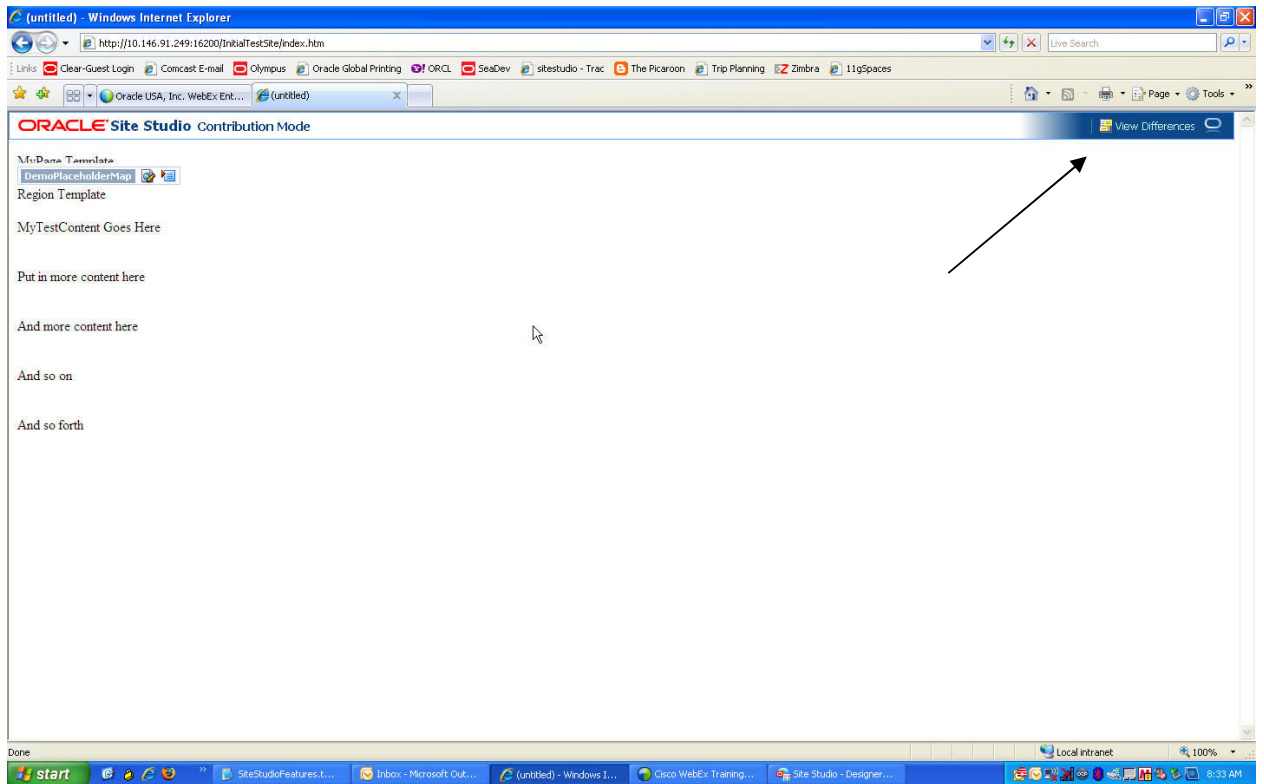 (untitled) - Windows Internet Explorer
http://10.146.91.249:16200/InitialTestSite/index.htm
Live Search
Links Clear-Guest Login Comcast E-mail Olympus Oracle Global Printing ORCL SeaDev sitestudio - Trac The Picaroon Trip Planning Zimbra 11gSpaces
Oracle USA, Inc. WebEx Ent... (untitled) Page Tools
ORACLE Site Studio Contribution Mode View Differences
MyPage Template
DemoPlaceholderMap
Region Template
MyTestContent Goes Here
Put in more content here
And more content here
And so on
And so forth
Done Local intranet 100%
start SiteStudioFeatures.t... Inbox - Microsoft Out... (untitled) - Windows I... Cisco WebEx Training... Site Studio - Designer... 8:33 AM